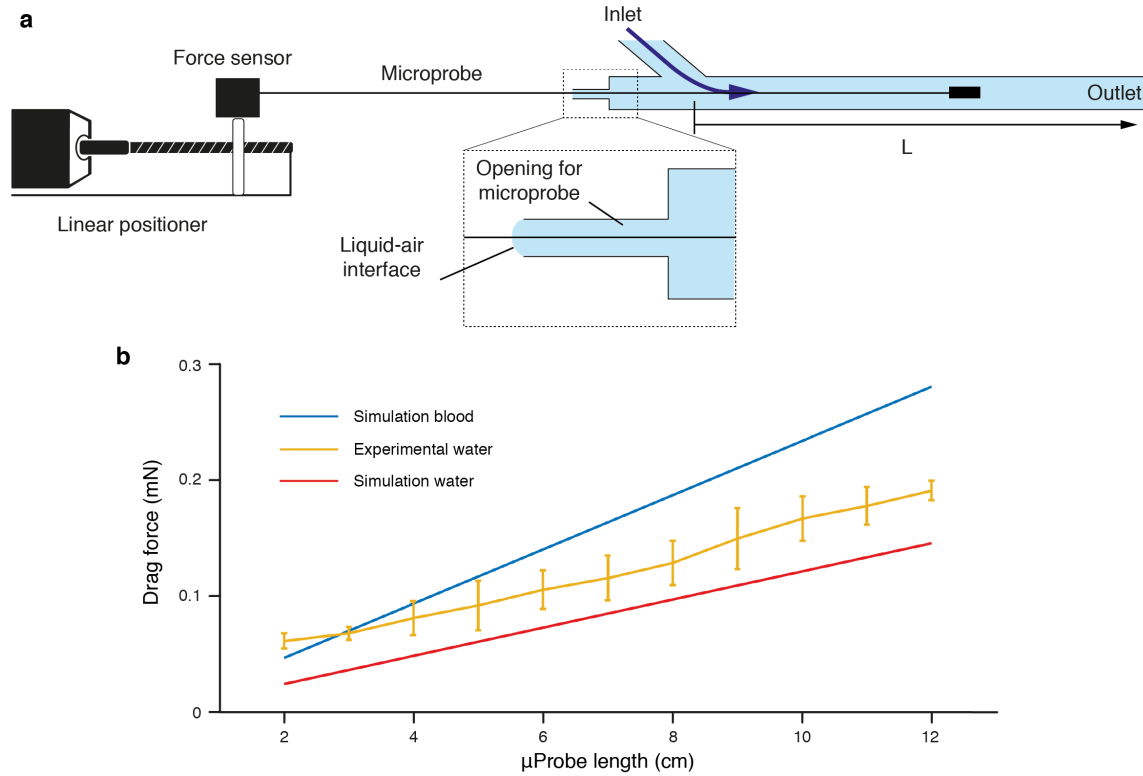 a
Inlet
Force sensor
Microprobe
Outlet
L
Opening for
microprobe
Linear positioner
Liquid-air
interface
b
0.3
Simulation blood
Experimental water
Simulation water
0.2
0.1
0
Drag force (mN)
2 4 6 8 10 12
μProbe length (cm)